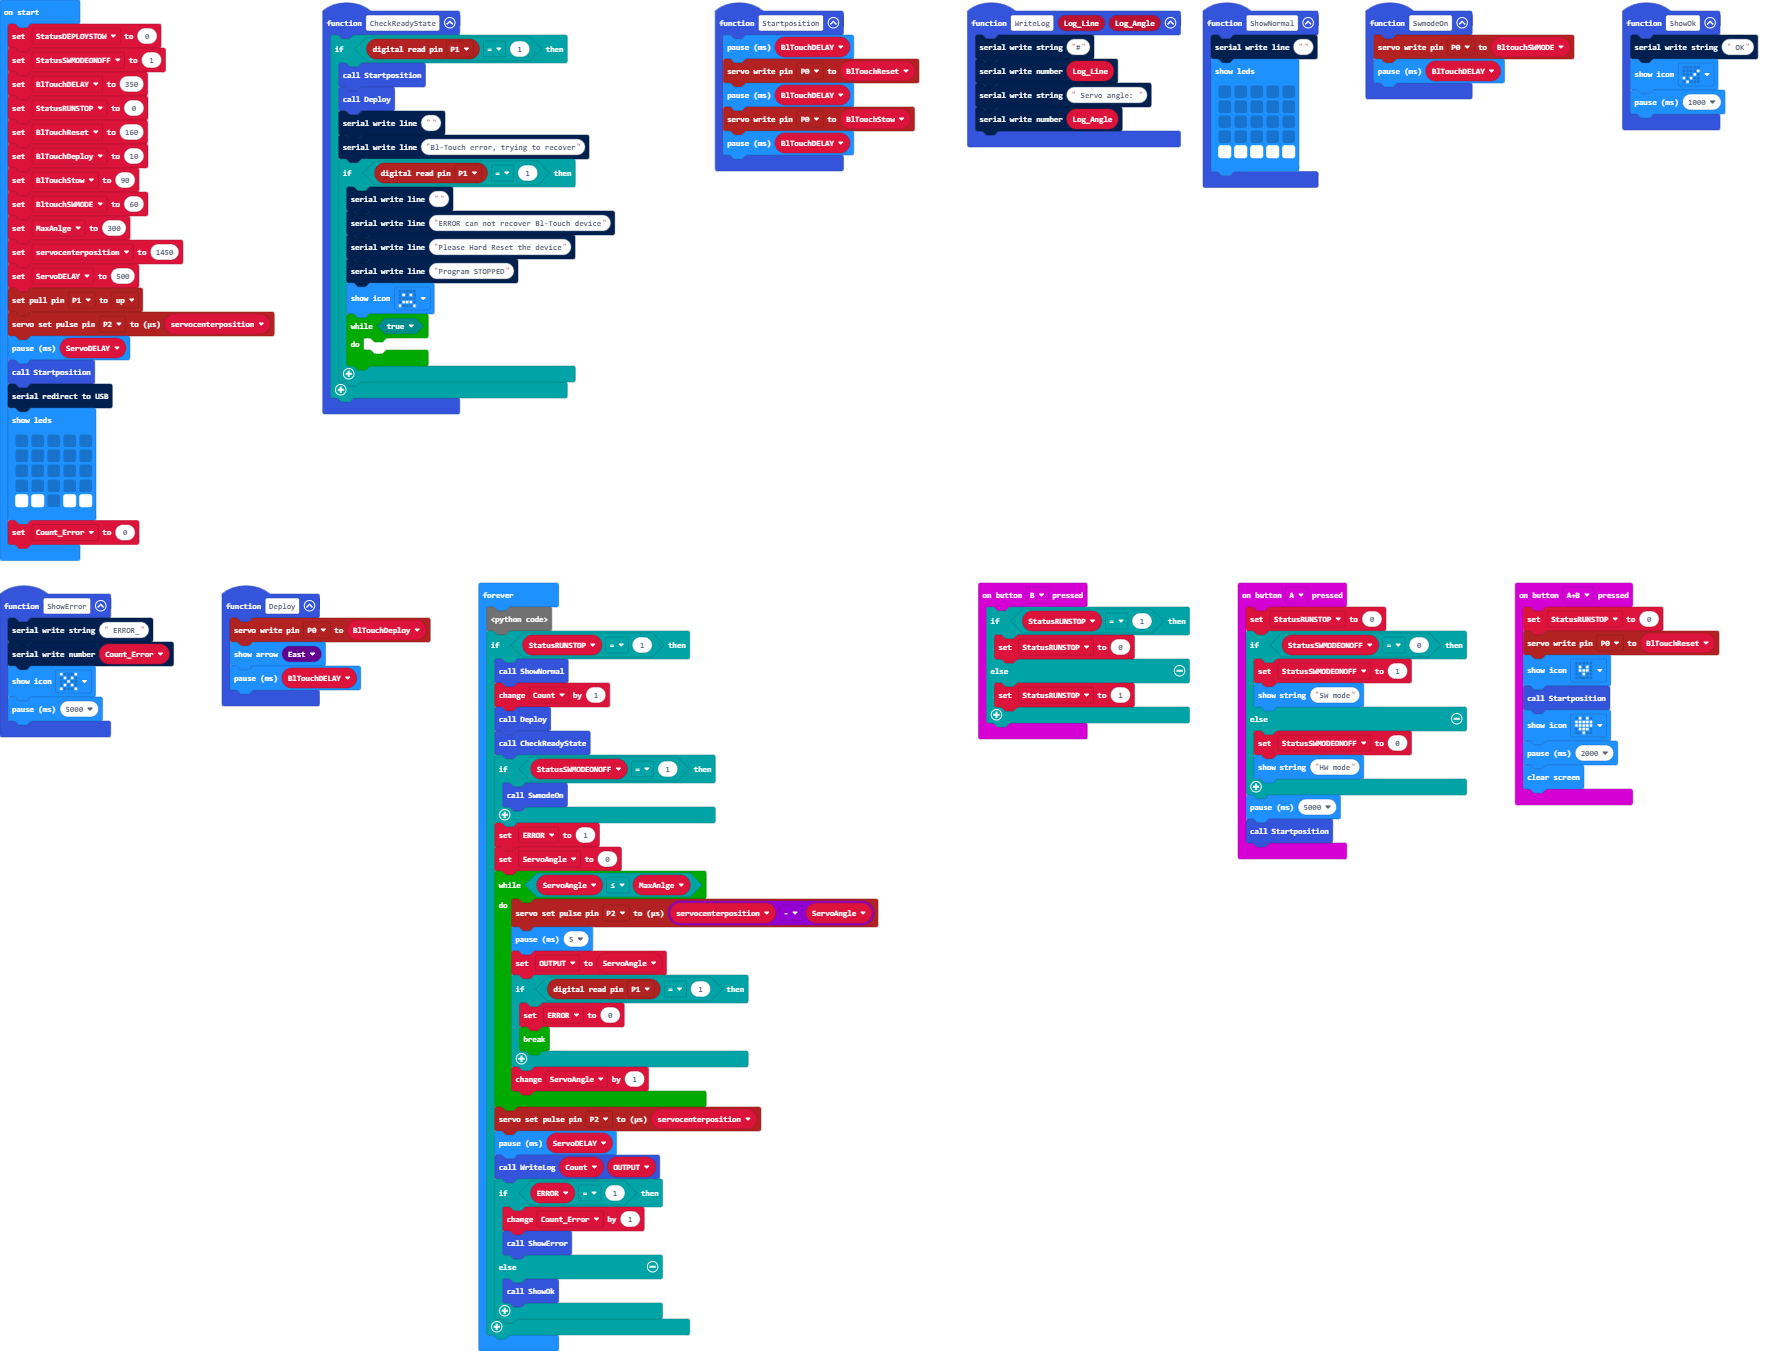 on start
set StatusDEPLOYSTOW to 0
set StatusSWMODEONOFF to 1
set BlTouchDELAY to 350
set StatusRUNSTOP to 0
set BlTouchReset to 160
set BlTouchDeploy to 10
set BlTouchStow to 90
set BltouchSWMODE to 60
set MaxAnlge to 300
set servocenterposition to 1450
set ServoDELAY to 500
set pull pin P1 to up
servo set pulse pin P2 to (µs) servocenterposition
pause (ms) ServoDELAY
call Startposition
serial redirect to USB
show leds
set Count_Error to 0
function CheckReadyState
if digital read pin P1 = 1 then
call Startposition
call Deploy
serial write line ""
serial write line "Bl-Touch error, trying to recover"
if digital read pin P1 = 1 then
serial write line ""
serial write line "ERROR can not recover Bl-Touch device"
serial write line "Please Hard Reset the device"
serial write line "Program STOPPED"
show icon
while true
do
function Startposition
pause (ms) BlTouchDELAY
servo write pin P0 to BlTouchReset
pause (ms) BlTouchDELAY
servo write pin P0 to BlTouchStow
pause (ms) BlTouchDELAY
function WriteLog Log_Line Log_Angle
serial write string "#"
serial write number Log_Line
serial write string " Servo angle: "
serial write number Log_Angle
function ShowNormal
serial write line ""
show leds
function SwmodeOn
servo write pin P0 to BltouchSWMODE
pause (ms) BlTouchDELAY
function ShowOk
serial write string " OK"
show icon
pause (ms) 1000
function ShowError
serial write string " ERROR_"
serial write number Count_Error
show icon
pause (ms) 5000
function Deploy
servo write pin P0 to BlTouchDeploy
show arrow East
pause (ms) BlTouchDELAY
forever
<python code>
if StatusRUNSTOP = 1 then
call ShowNormal
change Count by 1
call Deploy
call CheckReadyState
if StatusSWMODEONOFF = 1 then
call SwmodeOn
set ERROR to 1
set ServoAngle to 0
while ServoAngle ≤ MaxAnlge
do
servo set pulse pin P2 to (µs) servocenterposition - ServoAngle
pause (ms) 5
set OUTPUT to ServoAngle
if digital read pin P1 = 1 then
set ERROR to 0
break
change ServoAngle by 1
servo set pulse pin P2 to (µs) servocenterposition
pause (ms) ServoDELAY
call WriteLog Count OUTPUT
if ERROR = 1 then
change Count_Error by 1
call ShowError
else
call ShowOk
on button B pressed
if StatusRUNSTOP = 1 then
set StatusRUNSTOP to 0
else
set StatusRUNSTOP to 1
on button A pressed
set StatusRUNSTOP to 0
if StatusSWMODEONOFF = 0 then
set StatusSWMODEONOFF to 1
show string "SW mode"
else
set StatusSWMODEONOFF to 0
show string "HW mode"
pause (ms) 5000
call Startposition
on button A+B pressed
set StatusRUNSTOP to 0
servo write pin P0 to BlTouchReset
show icon
call Startposition
show icon
pause (ms) 2000
clear screen